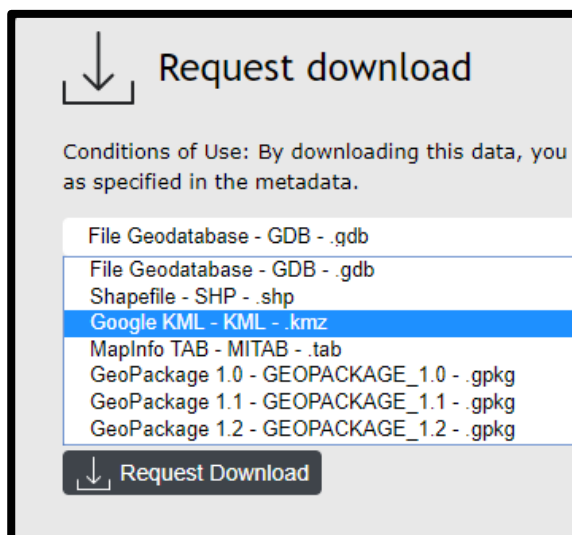 Request download
Conditions of Use: By downloading this data, you
as specified in the metadata.
File Geodatabase - GDB - .gdb
File Geodatabase - GDB - .gdb
Shapefile - SHP - .shp
Google KML - KML - .kmz
MapInfo TAB - MITAB - .tab
GeoPackage 1.0 - GEOPACKAGE_1.0 - .gpkg
GeoPackage 1.1 - GEOPACKAGE_1.1 - .gpkg
GeoPackage 1.2 - GEOPACKAGE_1.2 - .gpkg
Request Download